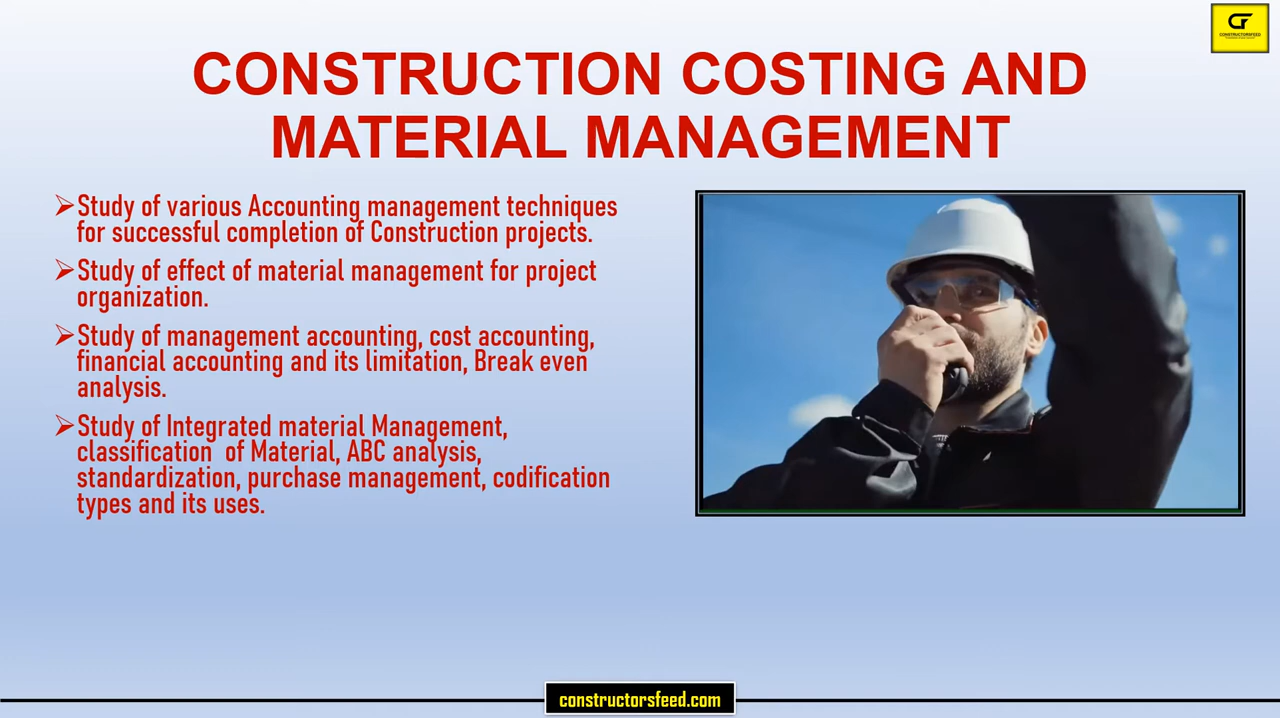 CONSTRUCTION COSTING AND
MATERIAL MANAGEMENT
➢Study of various Accounting management techniques
for successful completion of Construction projects.
➢Study of effect of material management for project
organization.
➢Study of management accounting, cost accounting,
financial accounting and its limitation, Break even
analysis.
➢Study of Integrated material Management,
classification of Material, ABC analysis,
standardization, purchase management, codification
types and its uses.
CF
CONSTRUCTORSFEED
constructorsfeed.com